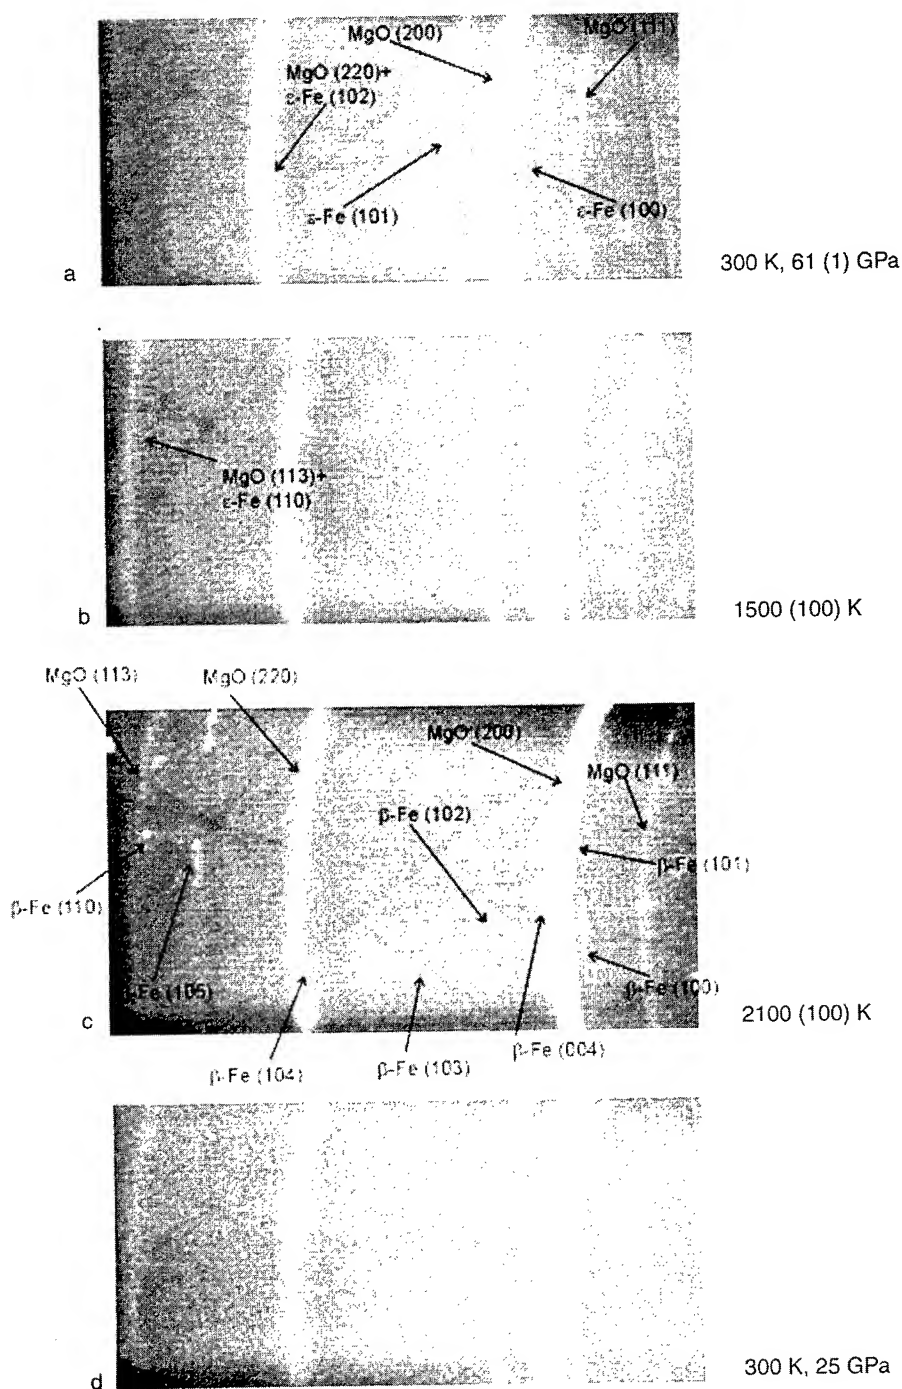 MgO (200)
MgO (111)
MgO (220)+
ε-Fe (102)
ε-Fe (101)
ε-Fe (100)
a
300 K, 61 (1) GPa
MgO (113)+
ε-Fe (110)
b
1500 (100) K
MgO (113)
MgO (220)
MgO (200)
MgO (111)
β-Fe (102)
β-Fe (101)
β-Fe (110)
β-Fe (105)
β-Fe (100)
c
2100 (100) K
β-Fe (104)
β-Fe (103)
β-Fe (004)
d
300 K, 25 GPa